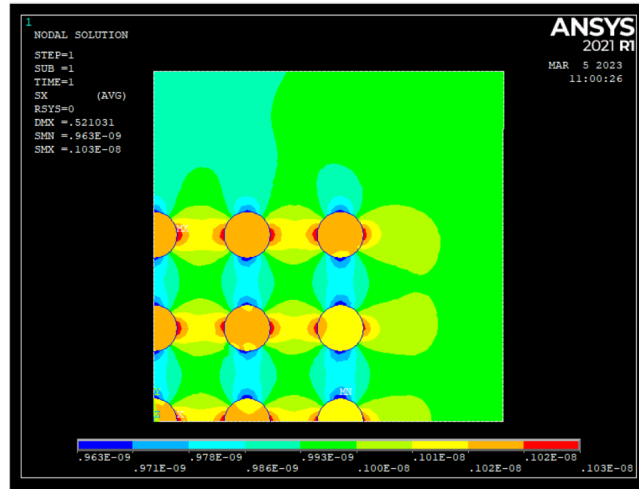 1
NODAL SOLUTION
STEP=1
SUB =1
TIME=1
SX (AVG)
RSYS=0
DMX =.521031
SMN =.963E-09
SMX =.103E-08
ANSYS
2021 R1
MAR 5 2023
11:00:26
MX
MN
.963E-09 .978E-09 .993E-09 .101E-08 .102E-08
.971E-09 .986E-09 .100E-08 .102E-08 .103E-08